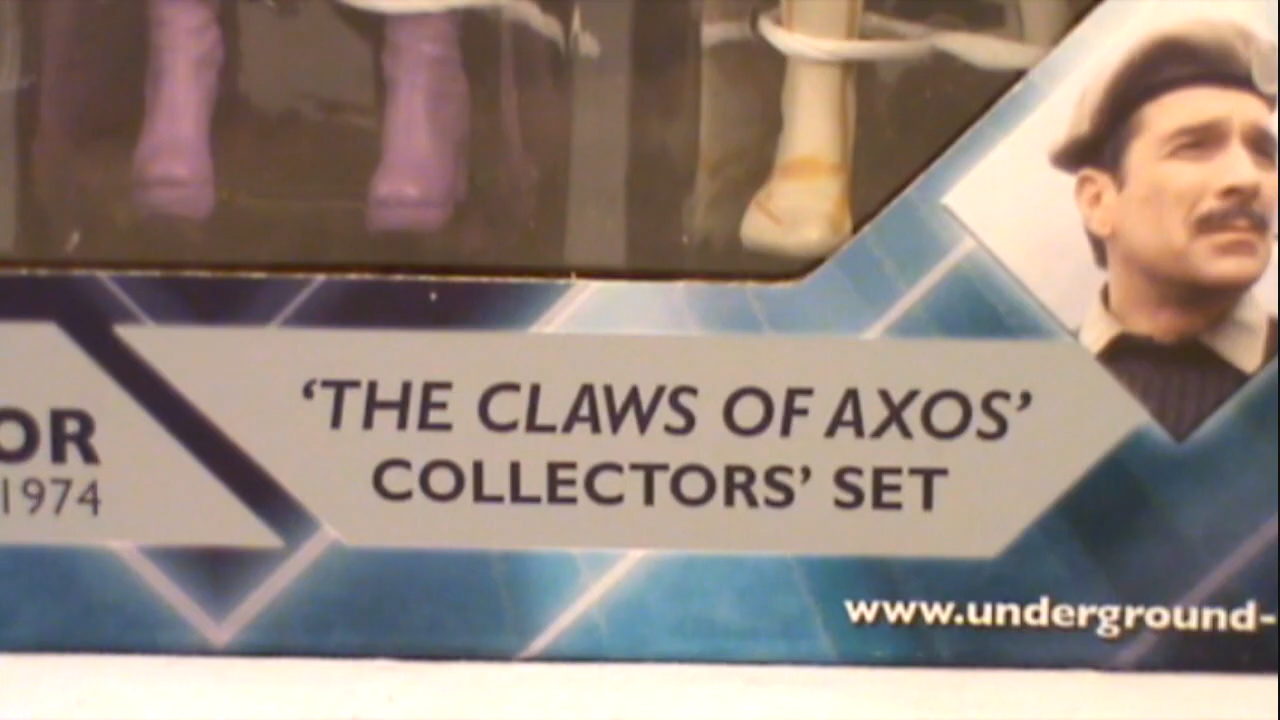 OR
1974
‘THE CLAWS OF AXOS’
COLLECTORS’ SET
www.underground-